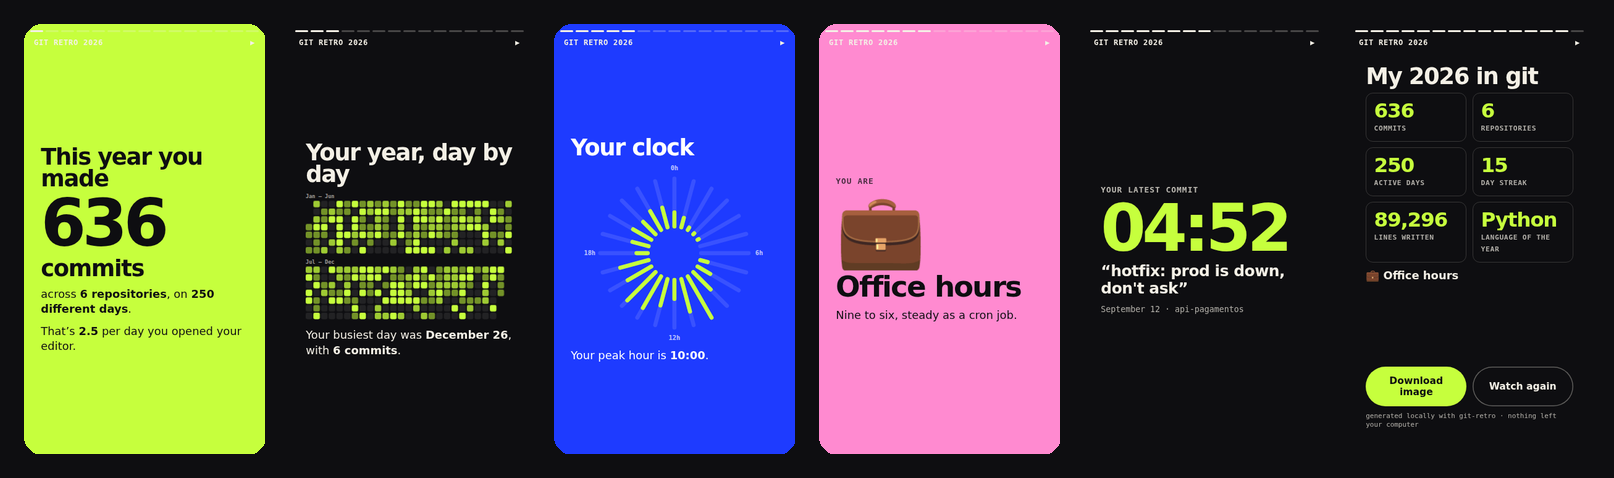 GIT RETRO 2026
▶
This year you
made
636
commits
across 6 repositories, on 250
different days.
That’s 2.5 per day you opened your
editor.
GIT RETRO 2026
▶
Your year, day by
day
Jan – Jun
Jul – Dec
Your busiest day was December 26,
with 6 commits.
GIT RETRO 2026
▶
Your clock
0h
18h
6h
12h
Your peak hour is 10:00.
GIT RETRO 2026
▶
YOU ARE
Office hours
Nine to six, steady as a cron job.
GIT RETRO 2026
▶
YOUR LATEST COMMIT
04:52
“hotfix: prod is down,
don't ask”
September 12 · api-pagamentos
GIT RETRO 2026
▶
My 2026 in git
636
COMMITS
6
REPOSITORIES
250
ACTIVE DAYS
15
DAY STREAK
89,296
LINES WRITTEN
Python
LANGUAGE OF THE
YEAR
💼 Office hours
Download
image
Watch again
generated locally with git-retro · nothing left
your computer